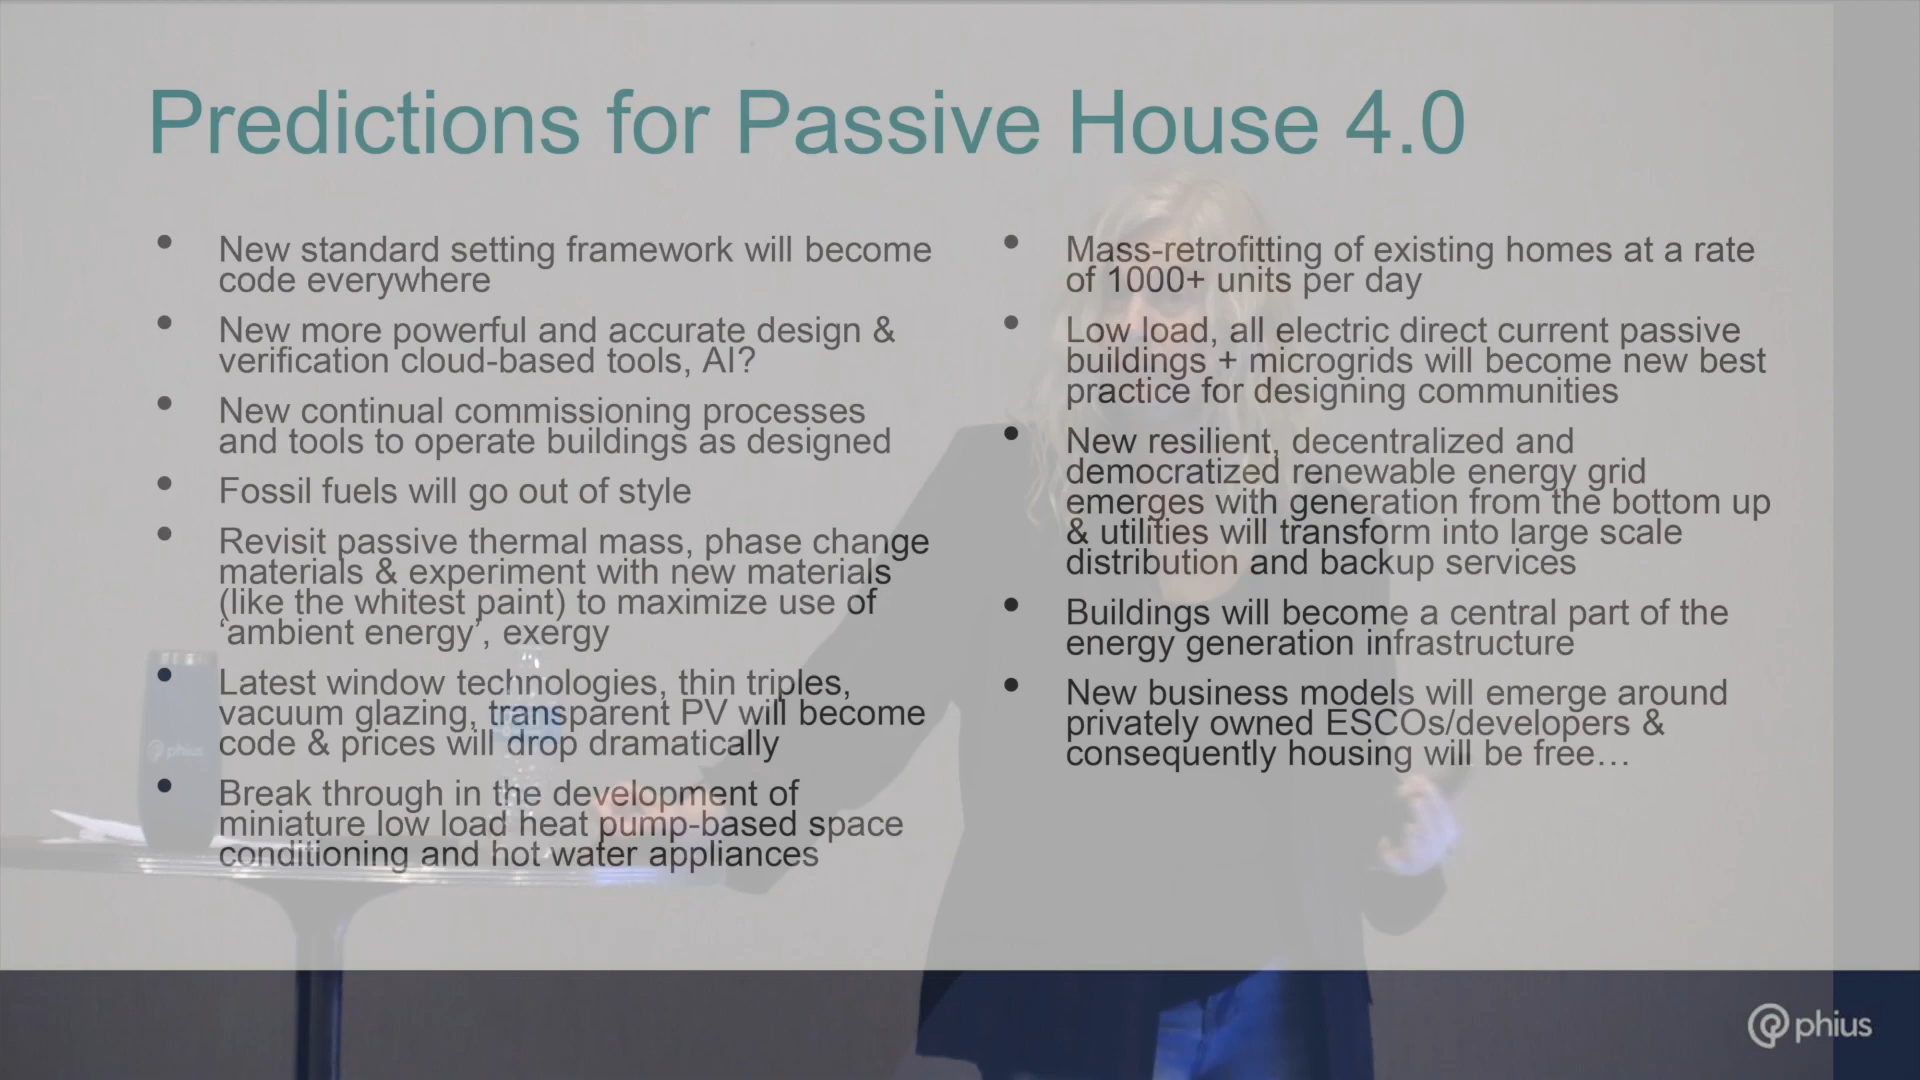 Predictions for Passive House 4.0
• New standard setting framework will become
code everywhere
• New more powerful and accurate design &
verification cloud-based tools, AI?
• New continual commissioning processes
and tools to operate buildings as designed
• Fossil fuels will go out of style
• Revisit passive thermal mass, phase change
materials & experiment with new materials
(like the whitest paint) to maximize use of
‘ambient energy’, exergy
• Latest window technologies, thin triples,
vacuum glazing, transparent PV will become
code & prices will drop dramatically
• Break through in the development of
miniature low load heat pump-based space
conditioning and hot water appliances
• Mass-retrofitting of existing homes at a rate
of 1000+ units per day
• Low load, all electric direct current passive
buildings + microgrids will become new best
practice for designing communities
• New resilient, decentralized and
democratized renewable energy grid
emerges with generation from the bottom up
& utilities will transform into large scale
distribution and backup services
• Buildings will become a central part of the
energy generation infrastructure
• New business models will emerge around
privately owned ESCOs/developers &
consequently housing will be free…
phius
phius